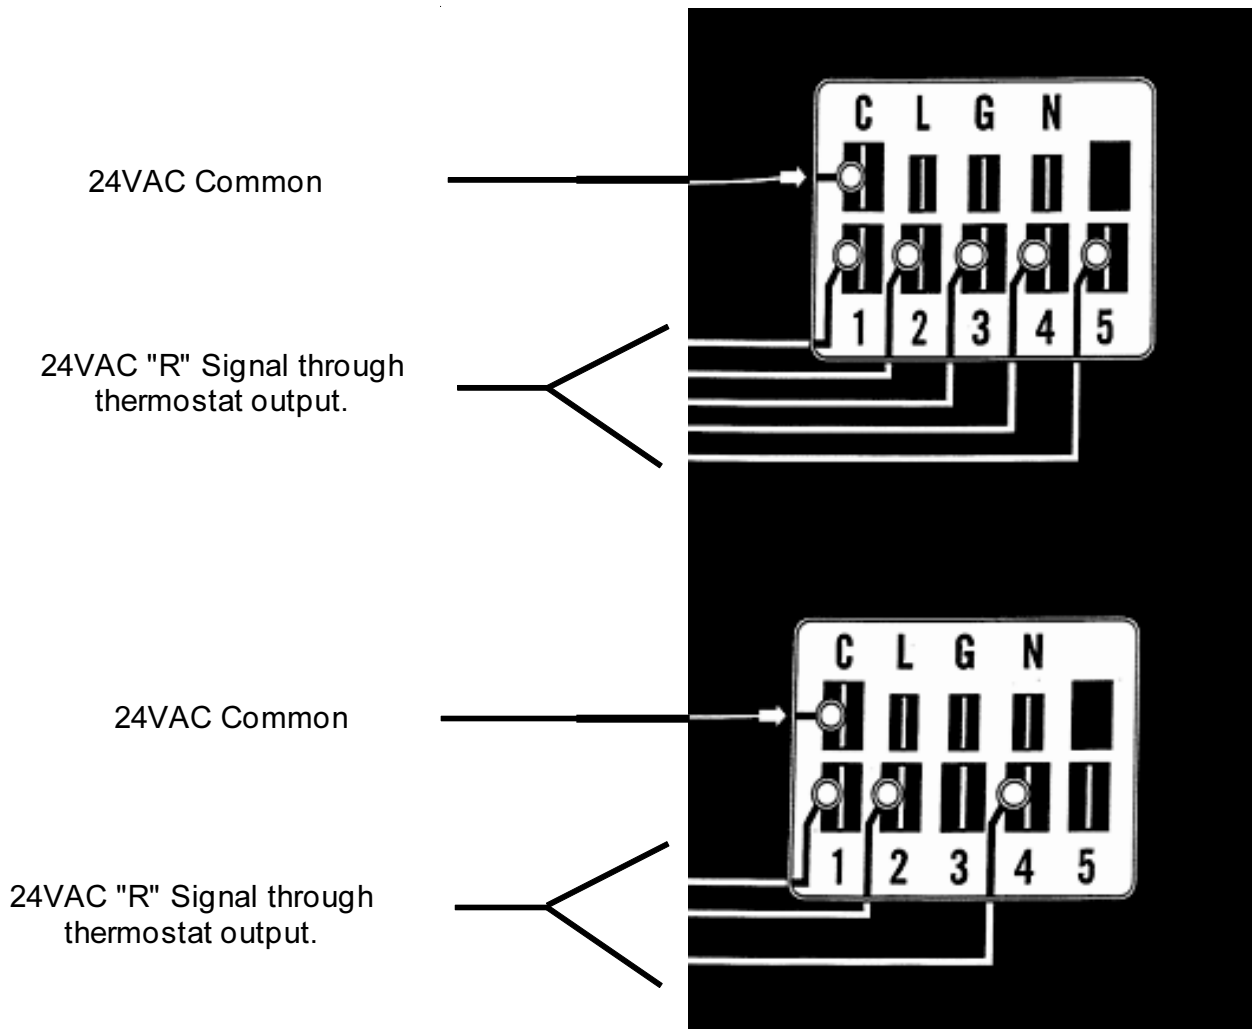 C L G N
24VAC Common
1 2 3 4 5
24VAC "R" Signal through
thermostat output.
C L G N
24VAC Common
1 2 3 4 5
24VAC "R" Signal through
thermostat output.